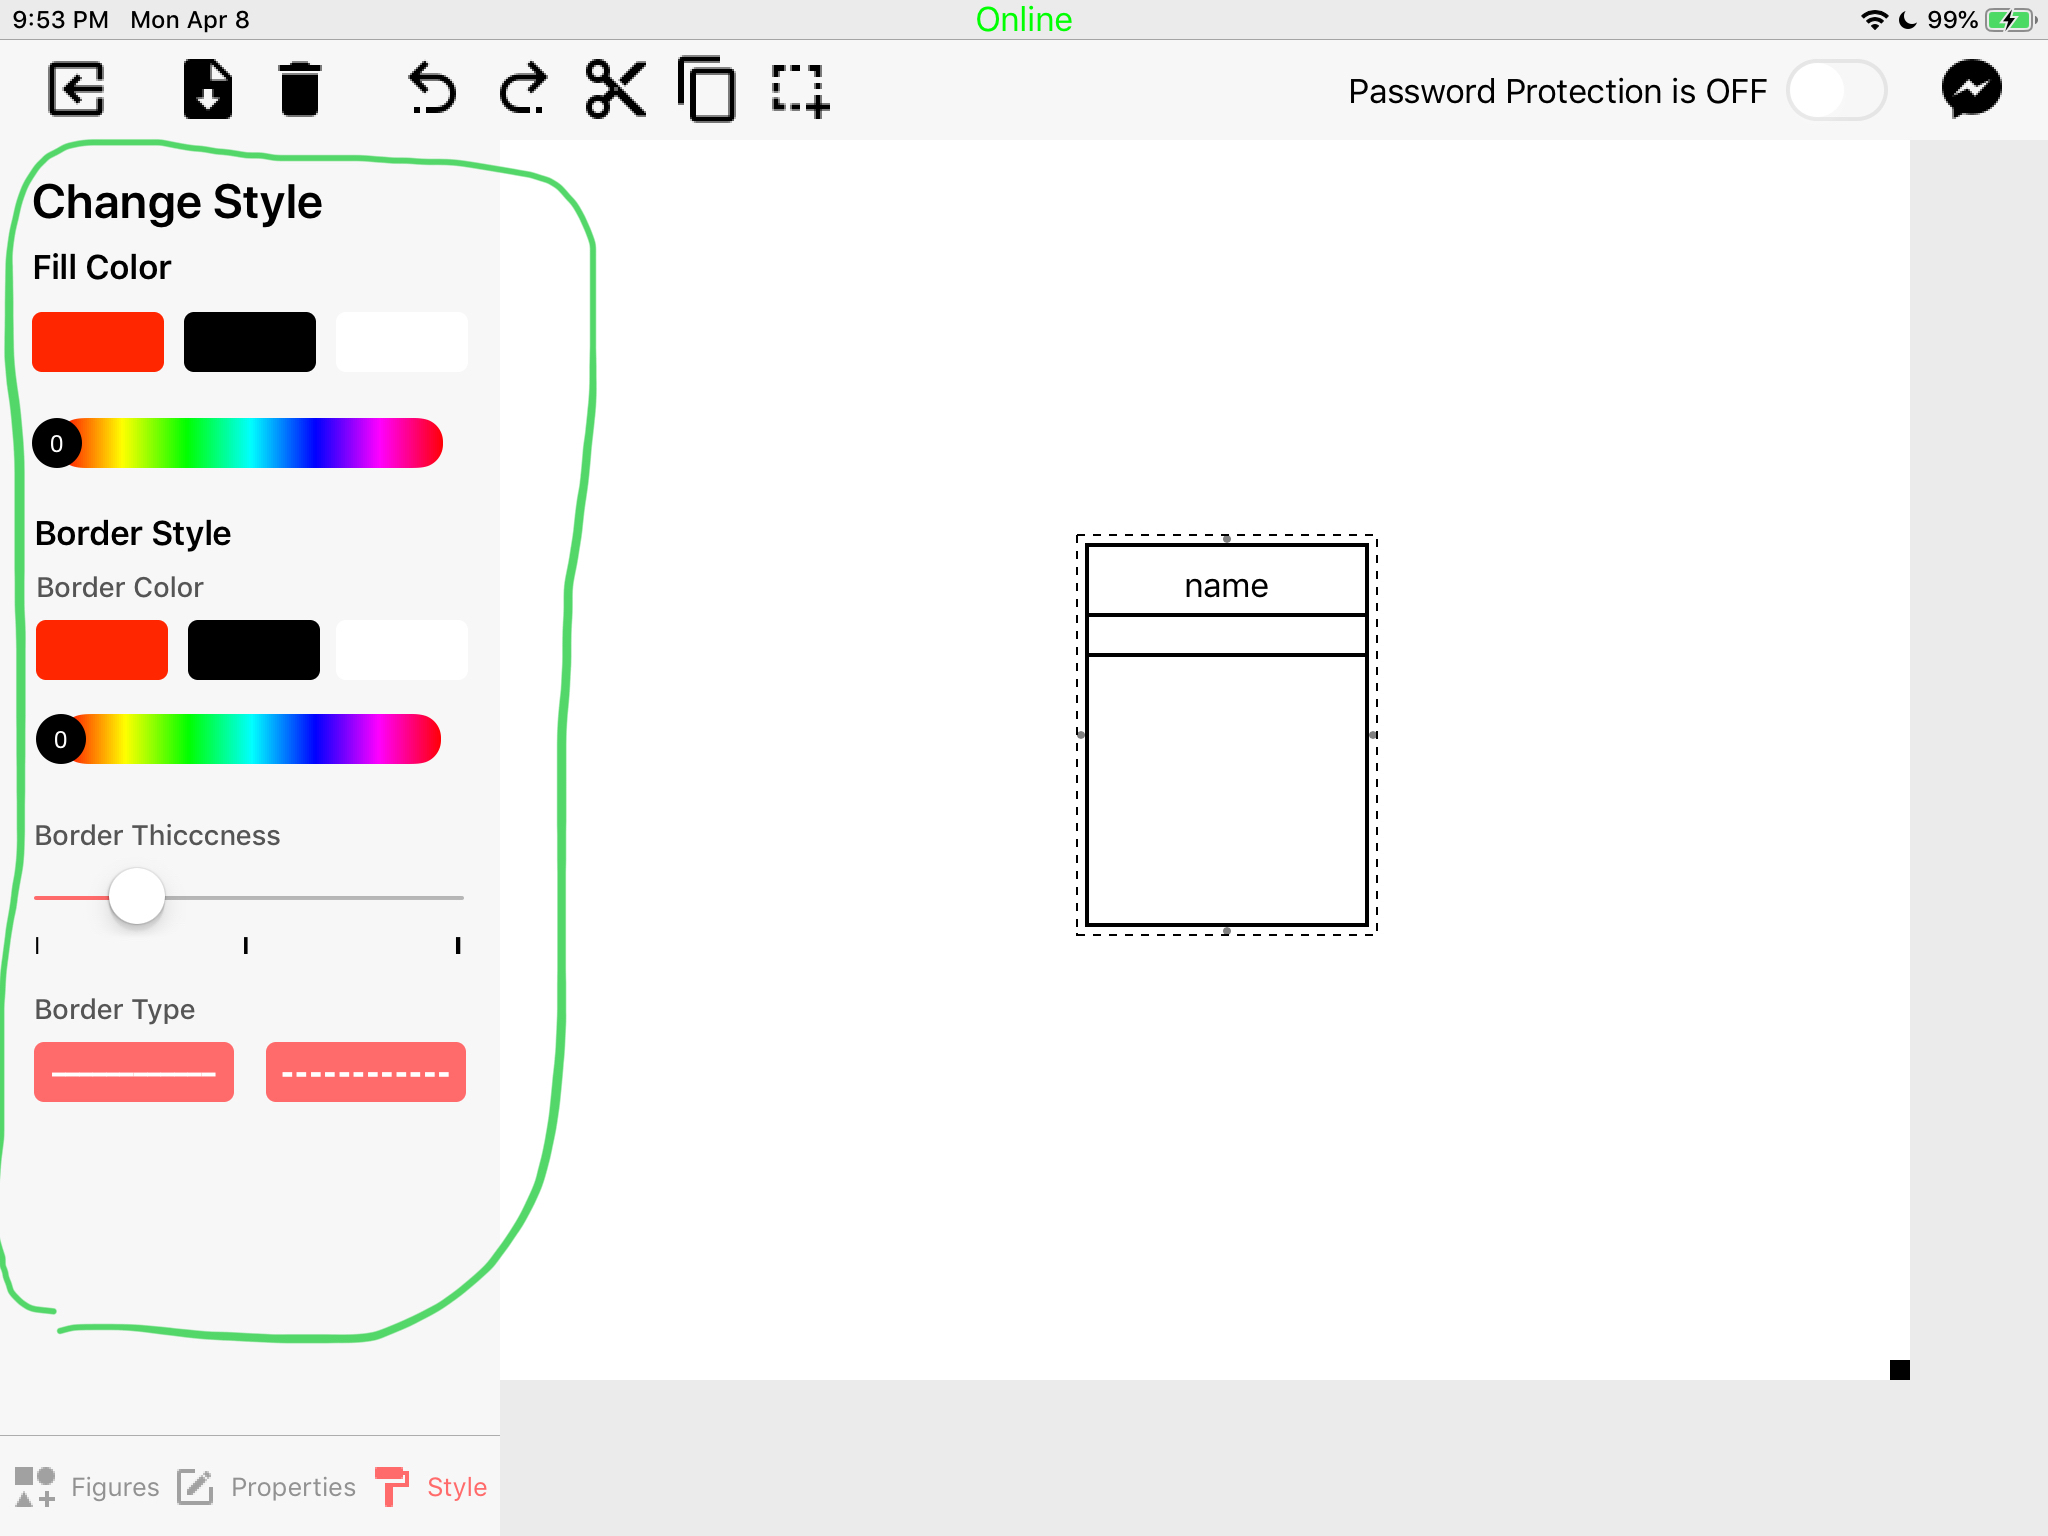 9:53 PM Mon Apr 8
Online
99%
Password Protection is OFF
Change Style
Fill Color
0
Border Style
Border Color
0
Border Thicccness
Border Type
name
Figures
Properties
Style